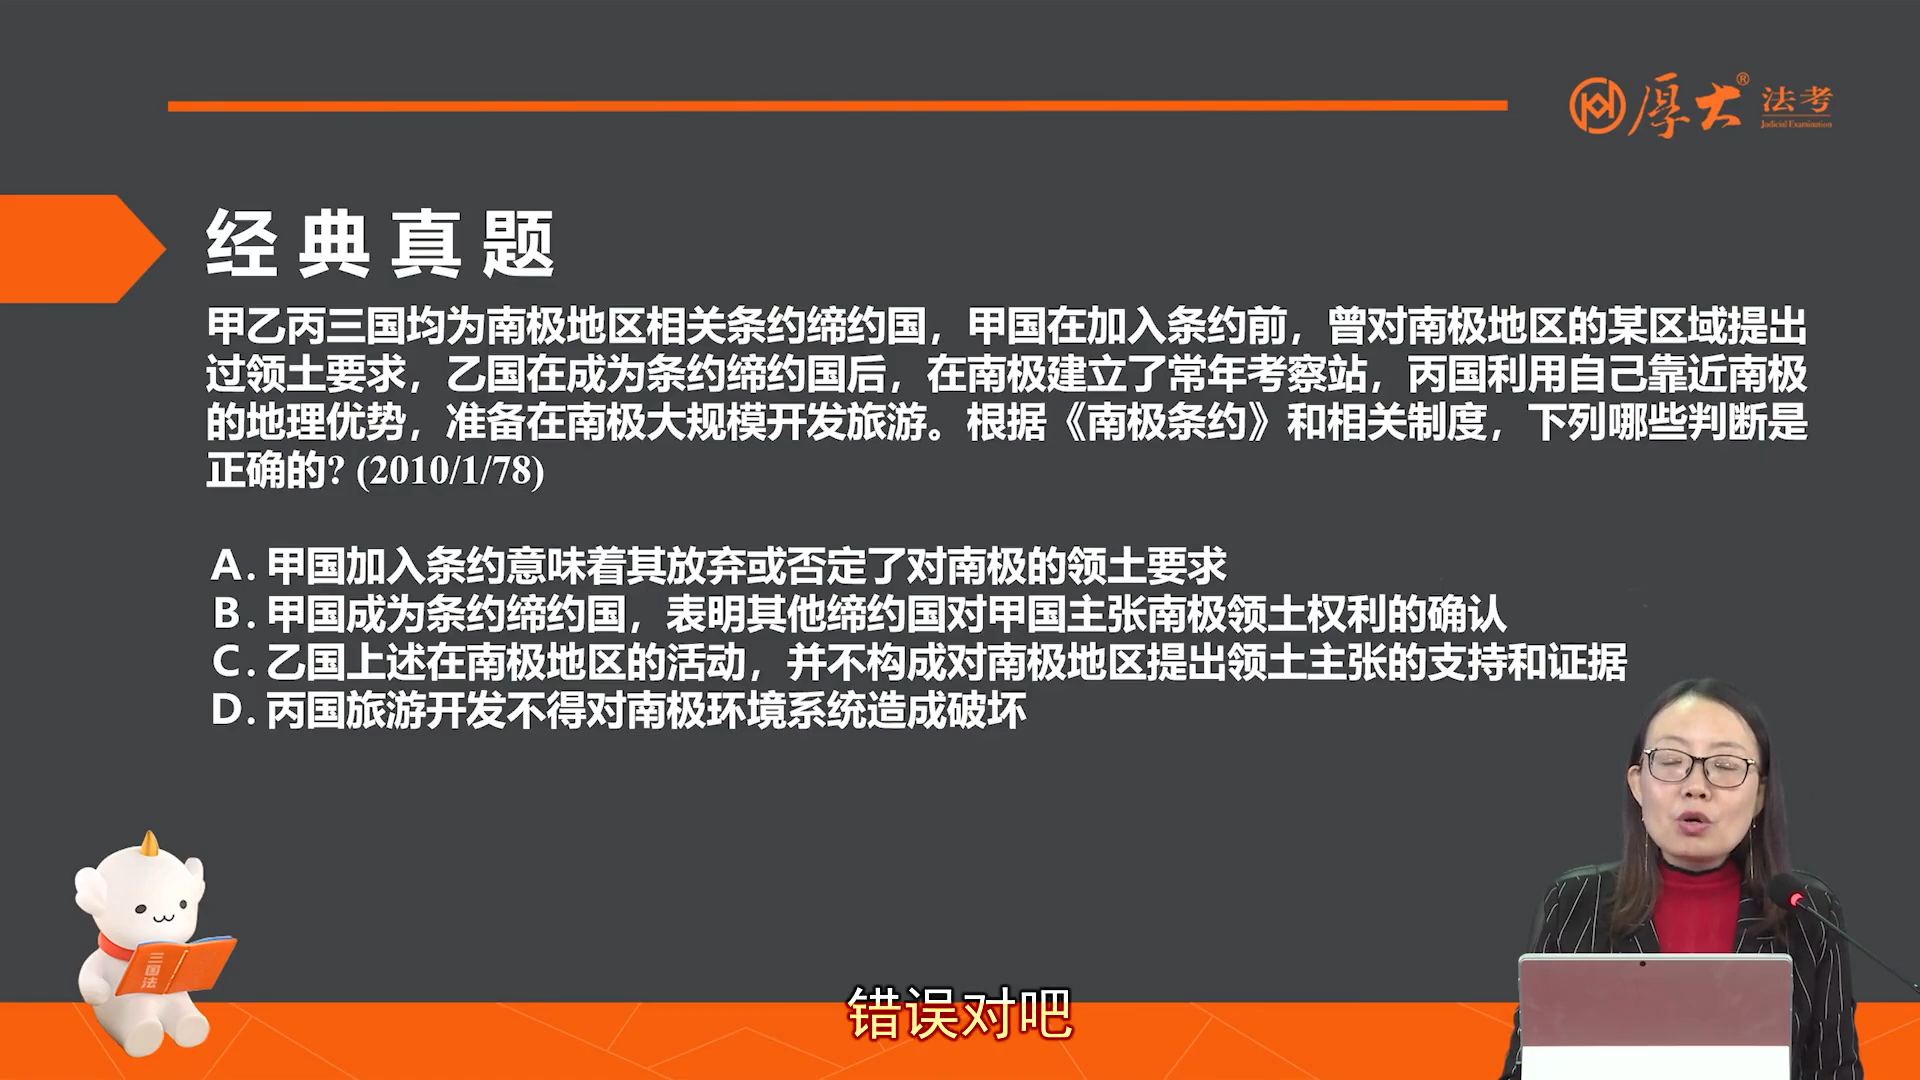 厚大® 法考
Judicial Examination
经典真题
甲乙丙三国均为南极地区相关条约缔约国，甲国在加入条约前，曾对南极地区的某区域提出
过领土要求，乙国在成为条约缔约国后，在南极建立了常年考察站，丙国利用自己靠近南极
的地理优势，准备在南极大规模开发旅游。根据《南极条约》和相关制度，下列哪些判断是
正确的? (2010/1/78)
A. 甲国加入条约意味着其放弃或否定了对南极的领土要求
B. 甲国成为条约缔约国，表明其他缔约国对甲国主张南极领土权利的确认
C. 乙国上述在南极地区的活动，并不构成对南极地区提出领土主张的支持和证据
D. 丙国旅游开发不得对南极环境系统造成破坏
三国法
错误对吧